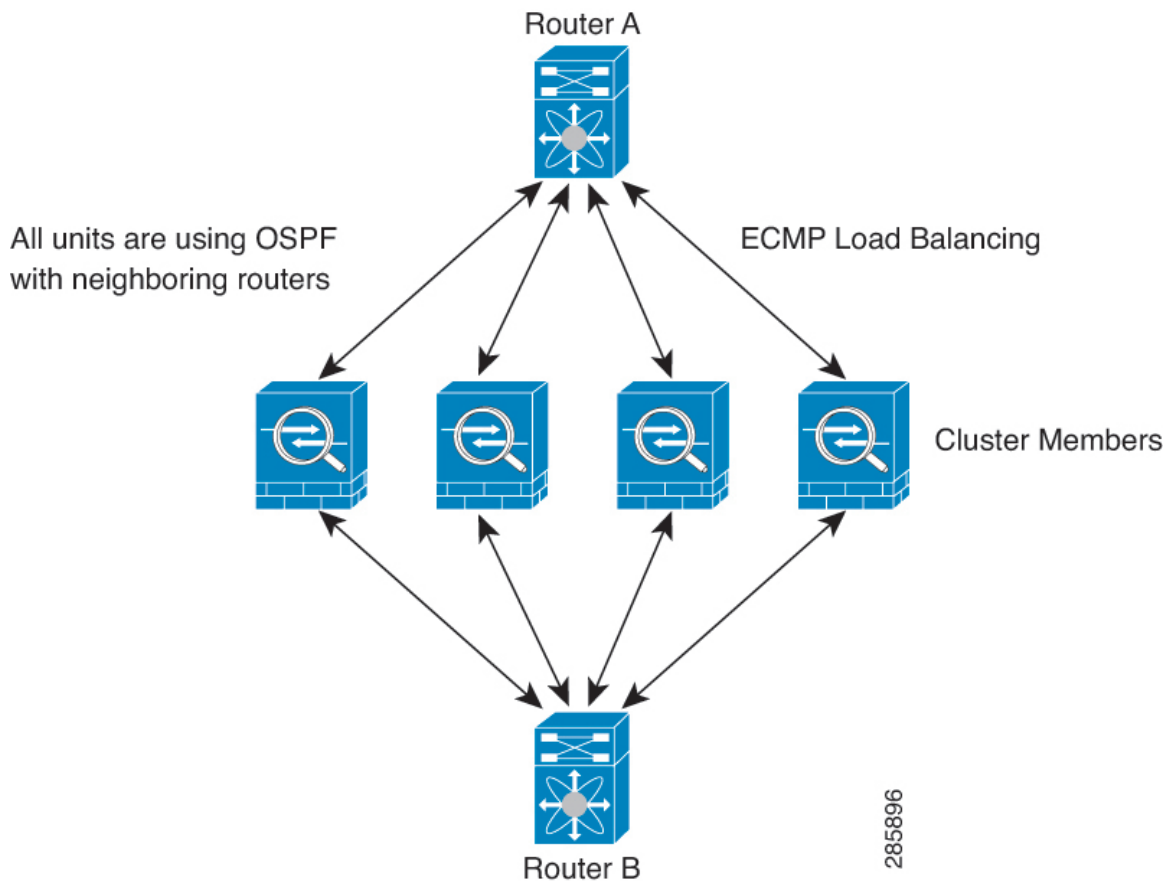 Router A
All units are using OSPF
with neighboring routers
ECMP Load Balancing
Cluster Members
Router B
285896